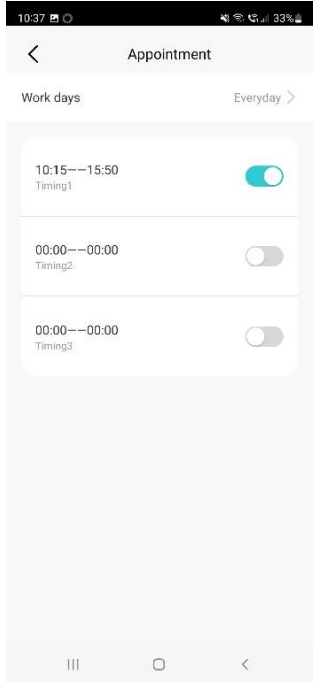 10:37
33%
Appointment
Work days
Everyday
10:15——15:50
Timing1
00:00——00:00
Timing2
00:00——00:00
Timing3